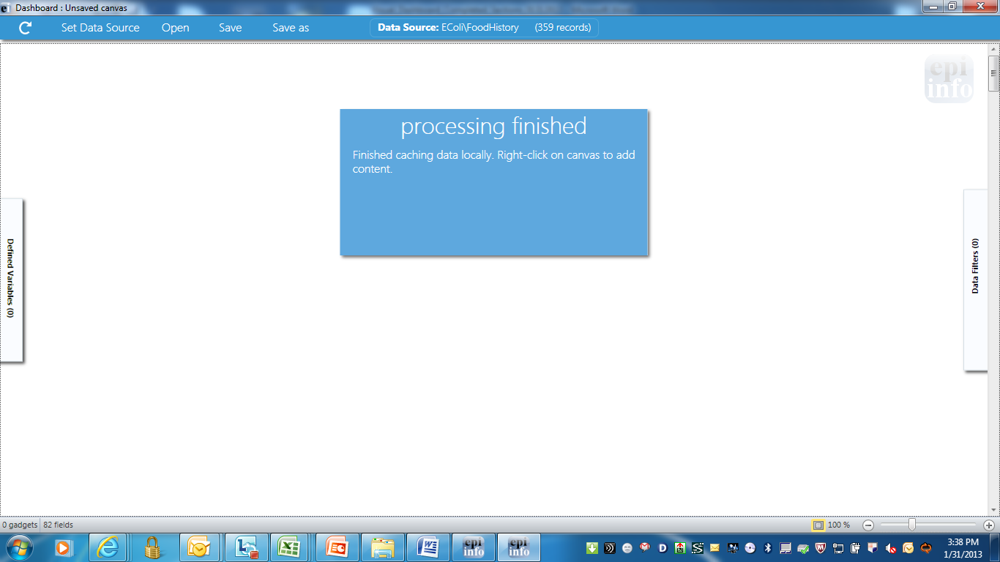 Dashboard : Unsaved canvas
Set Data Source Open Save Save as Data Source: EColi\FoodHistory (359 records)
epi
info
processing finished
Finished caching data locally. Right-click on canvas to add
content.
Defined Variables (0)
Data Filters (0)
0 gadgets 82 fields
100 %
epi
info
epi
info
3:38 PM
1/31/2013